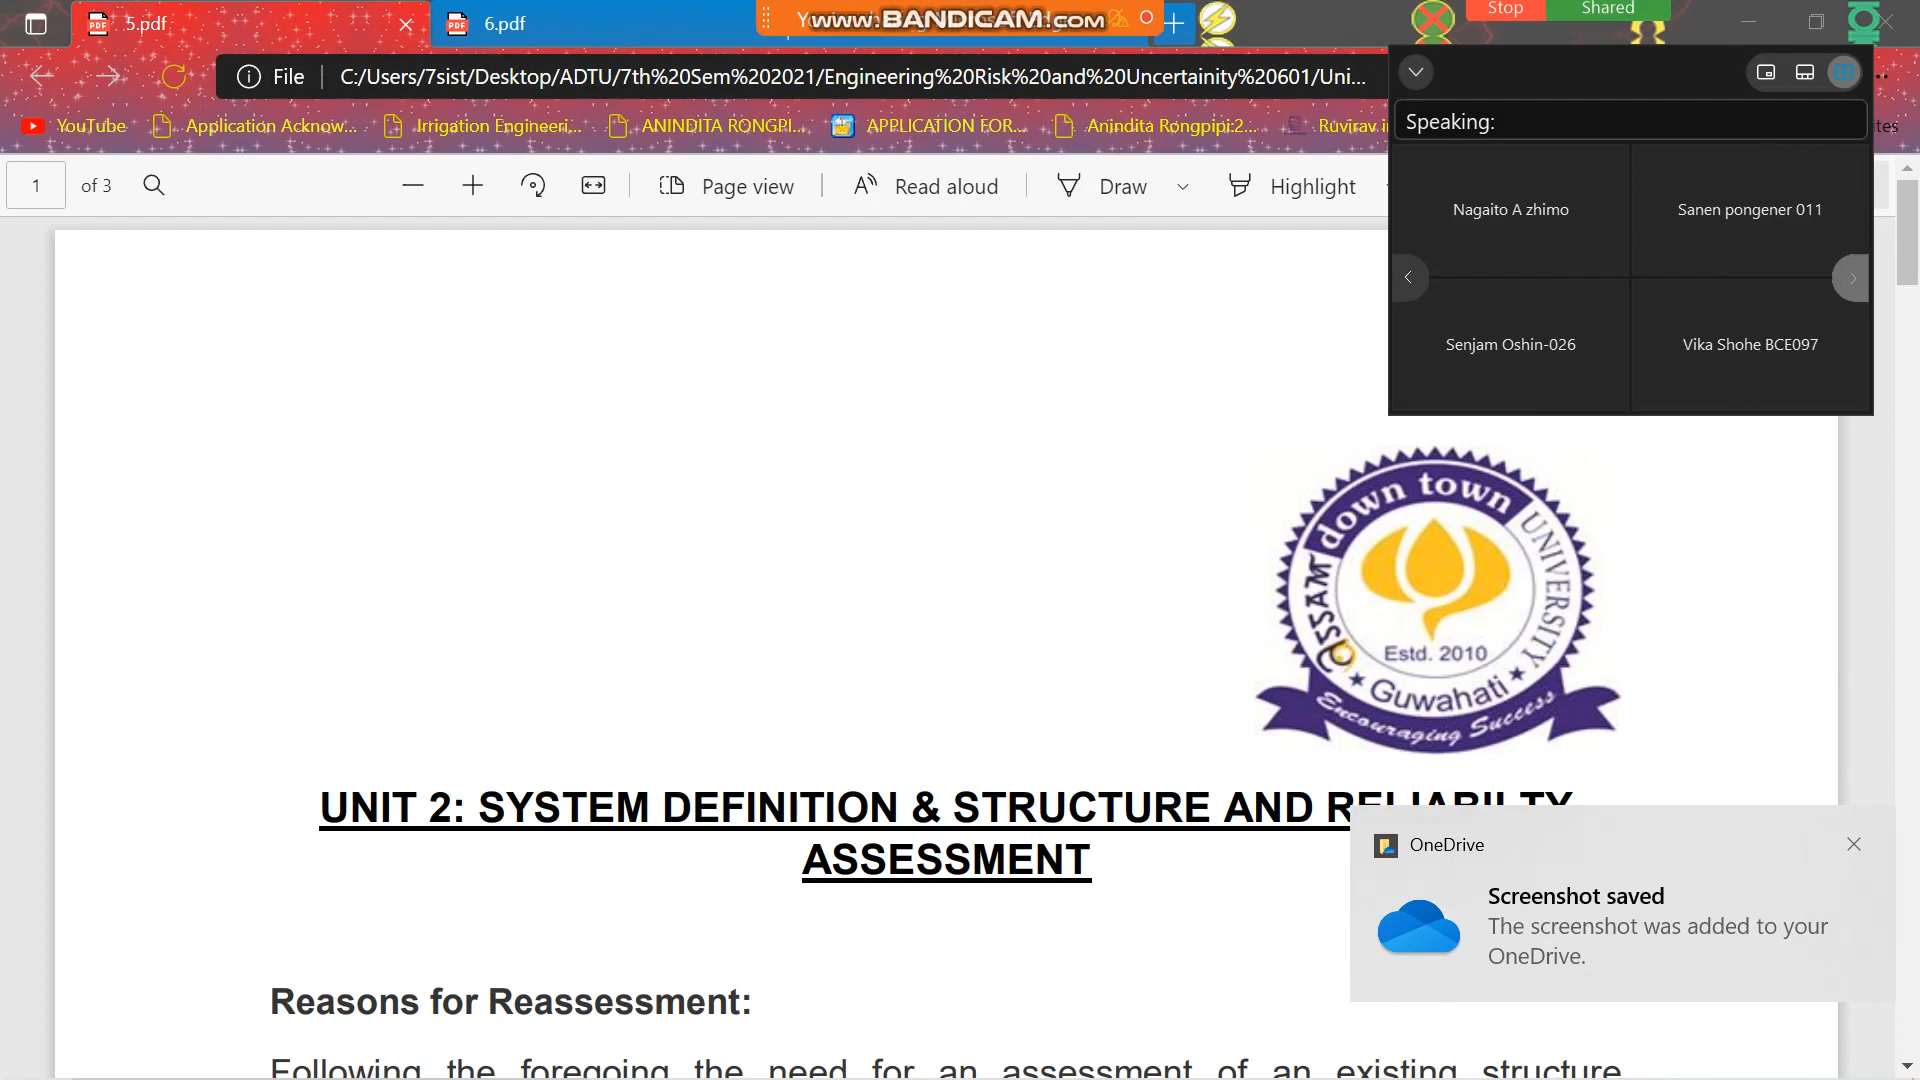 5.pdf
6.pdf
www.BANDICAM.com
Stop
Shared
File
C:/Users/7sist/Desktop/ADTU/7th%20Sem%202021/Engineering%20Risk%20and%20Uncertainity%20601/Uni...
YouTube
Application Acknow...
Irrigation Engineeri...
ANINDITA RONGPI...
APPLICATION FOR...
Anindita Rongpipi:2...
Ruvirav i
tes
Speaking:
1
of 3
Page view
Read aloud
Draw
Highlight
Nagaito A zhimo
Sanen pongener 011
Senjam Oshin-026
Vika Shohe BCE097
assam down town UNIVERSITY
Estd. 2010
Guwahati
Encouraging Success
UNIT 2: SYSTEM DEFINITION & STRUCTURE AND RELIABILTY
ASSESSMENT
OneDrive
Screenshot saved
The screenshot was added to your
OneDrive.
Reasons for Reassessment:
Following the foregoing the need for an assessment of an existing structure